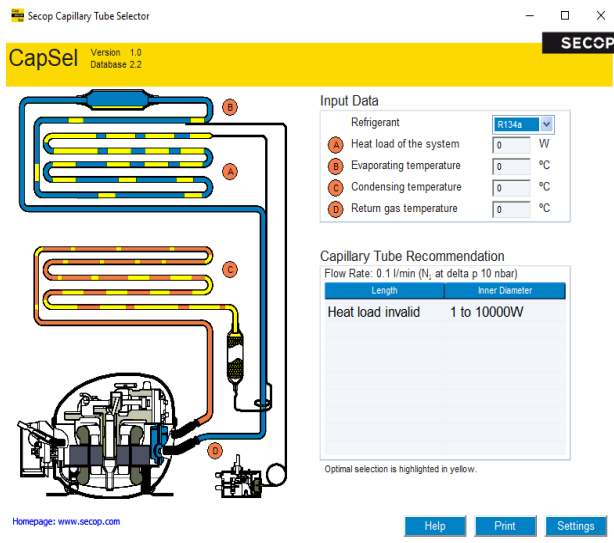 Secop Capillary Tube Selector
SECOP
CapSel
Version 1.0
Database 2.2
B
A
C
D
Input Data
Refrigerant R134a
A Heat load of the system 0 W
B Evaporating temperature 0 ºC
C Condensing temperature 0 ºC
D Return gas temperature 0 ºC
Capillary Tube Recommendation
Flow Rate: 0.1 l/min (N₂ at delta p 10 nbar)
Length Inner Diameter
Heat load invalid 1 to 10000W
Optimal selection is highlighted in yellow.
Homepage: www.secop.com
Help Print Settings